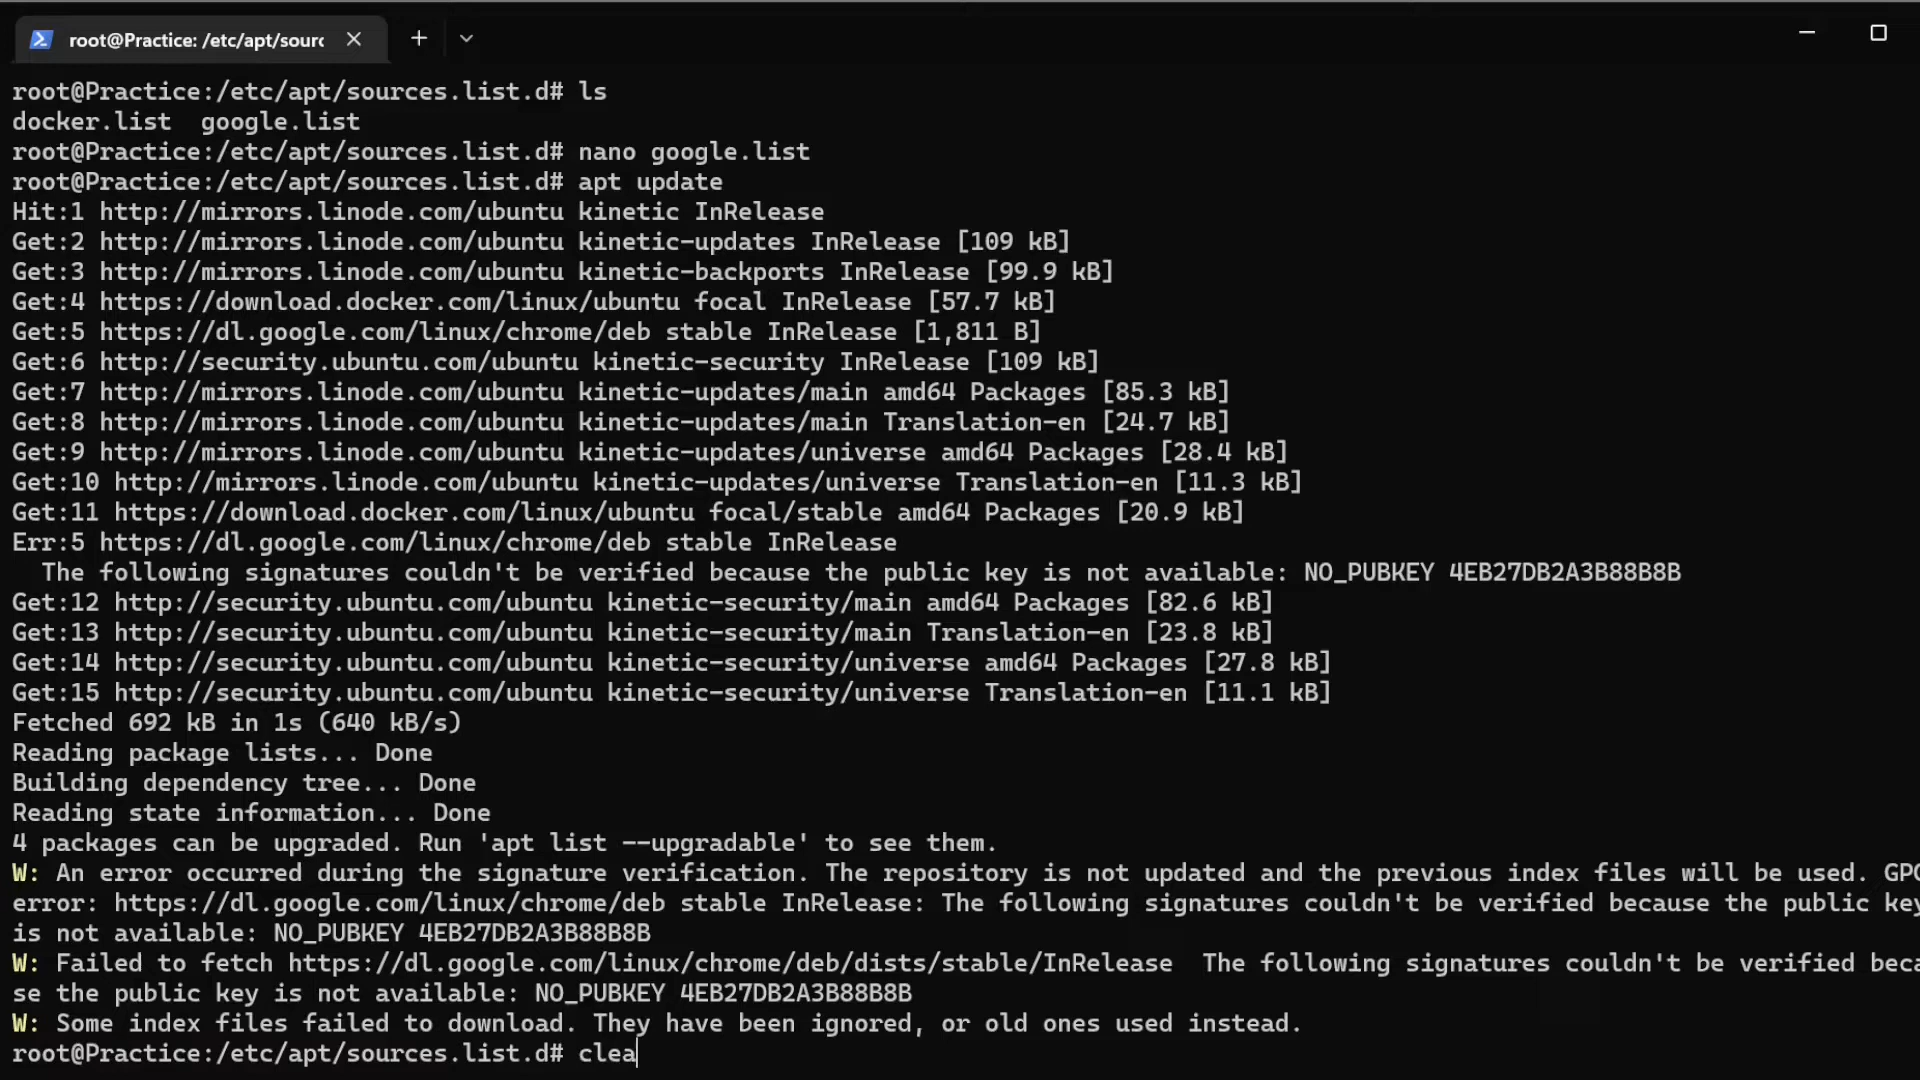 root@Practice: /etc/apt/sourc
root@Practice:/etc/apt/sources.list.d# ls
docker.list  google.list
root@Practice:/etc/apt/sources.list.d# nano google.list
root@Practice:/etc/apt/sources.list.d# apt update
Hit:1 http://mirrors.linode.com/ubuntu kinetic InRelease
Get:2 http://mirrors.linode.com/ubuntu kinetic-updates InRelease [109 kB]
Get:3 http://mirrors.linode.com/ubuntu kinetic-backports InRelease [99.9 kB]
Get:4 https://download.docker.com/linux/ubuntu focal InRelease [57.7 kB]
Get:5 https://dl.google.com/linux/chrome/deb stable InRelease [1,811 B]
Get:6 http://security.ubuntu.com/ubuntu kinetic-security InRelease [109 kB]
Get:7 http://mirrors.linode.com/ubuntu kinetic-updates/main amd64 Packages [85.3 kB]
Get:8 http://mirrors.linode.com/ubuntu kinetic-updates/main Translation-en [24.7 kB]
Get:9 http://mirrors.linode.com/ubuntu kinetic-updates/universe amd64 Packages [28.4 kB]
Get:10 http://mirrors.linode.com/ubuntu kinetic-updates/universe Translation-en [11.3 kB]
Get:11 https://download.docker.com/linux/ubuntu focal/stable amd64 Packages [20.9 kB]
Err:5 https://dl.google.com/linux/chrome/deb stable InRelease
  The following signatures couldn't be verified because the public key is not available: NO_PUBKEY 4EB27DB2A3B88B8B
Get:12 http://security.ubuntu.com/ubuntu kinetic-security/main amd64 Packages [82.6 kB]
Get:13 http://security.ubuntu.com/ubuntu kinetic-security/main Translation-en [23.8 kB]
Get:14 http://security.ubuntu.com/ubuntu kinetic-security/universe amd64 Packages [27.8 kB]
Get:15 http://security.ubuntu.com/ubuntu kinetic-security/universe Translation-en [11.1 kB]
Fetched 692 kB in 1s (640 kB/s)
Reading package lists... Done
Building dependency tree... Done
Reading state information... Done
4 packages can be upgraded. Run 'apt list --upgradable' to see them.
W: An error occurred during the signature verification. The repository is not updated and the previous index files will be used. GPG
error: https://dl.google.com/linux/chrome/deb stable InRelease: The following signatures couldn't be verified because the public key
is not available: NO_PUBKEY 4EB27DB2A3B88B8B
W: Failed to fetch https://dl.google.com/linux/chrome/deb/dists/stable/InRelease  The following signatures couldn't be verified beca
se the public key is not available: NO_PUBKEY 4EB27DB2A3B88B8B
W: Some index files failed to download. They have been ignored, or old ones used instead.
root@Practice:/etc/apt/sources.list.d# clea